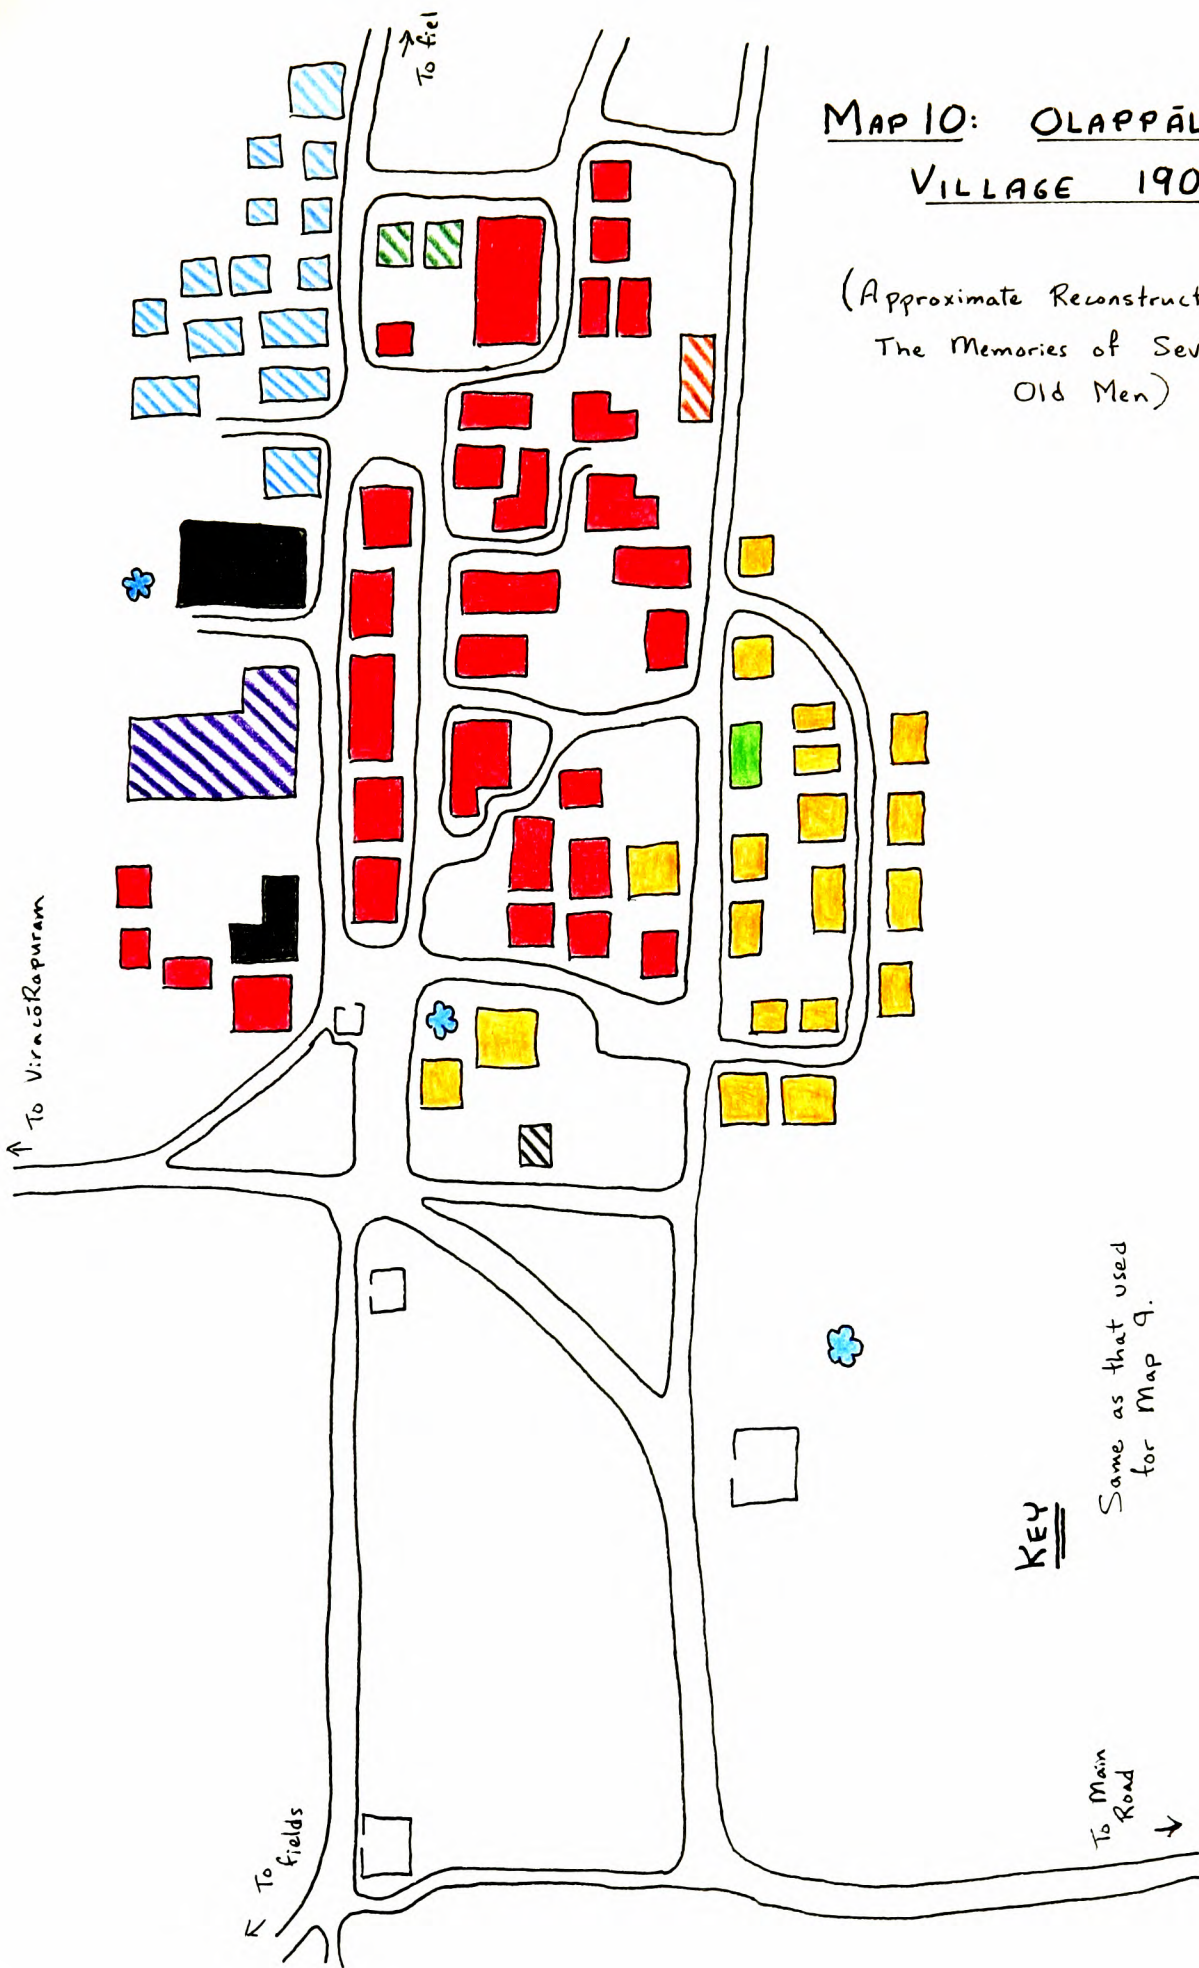 MAP 10: OLAPPĀL
VILLAGE 190
(Approximate Reconstruct
The Memories of Sev
Old Men)
→ To fiel
↑ To Viracōrapuram
KEY
Same as that used
for Map 9.
To
fields
To Main
Road